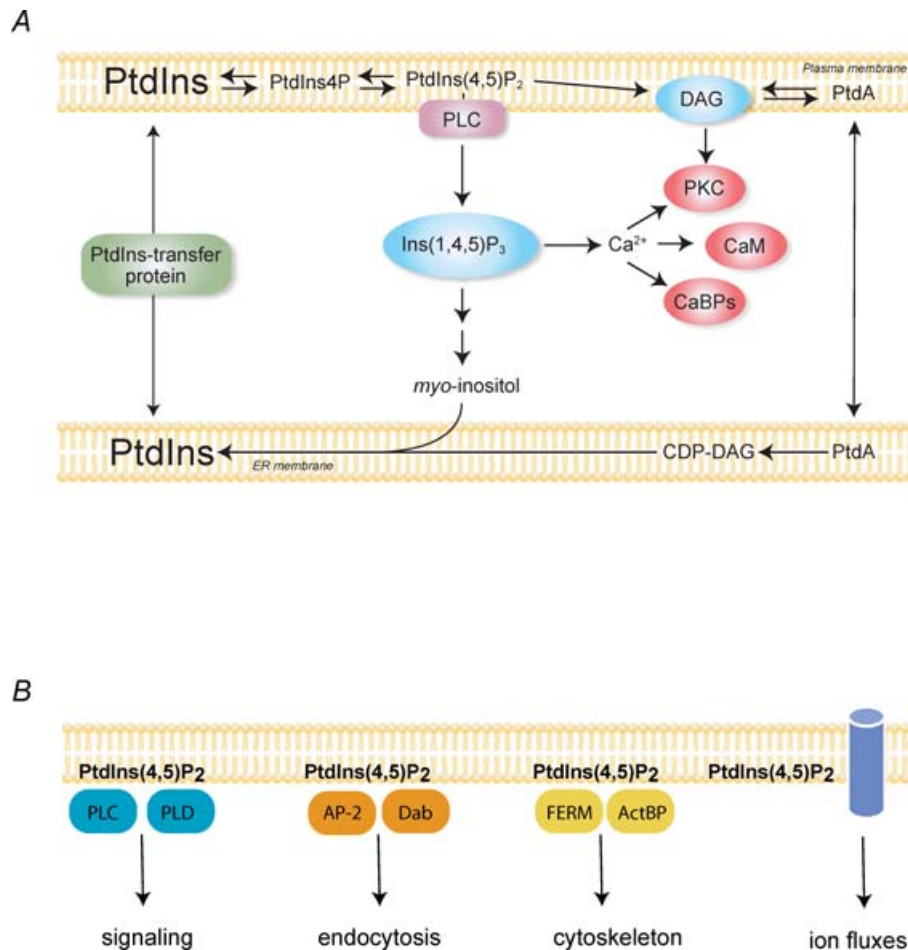 A
Plasma membrane
PtdIns PtdIns4P PtdIns(4,5)P₂ DAG PtdA
PLC
PKC
PtdIns-transfer
protein
Ins(1,4,5)P₃ Ca²⁺ CaM
CaBPs
myo-inositol
PtdIns ER membrane CDP-DAG PtdA
B
PtdIns(4,5)P2 PtdIns(4,5)P2 PtdIns(4,5)P2 PtdIns(4,5)P2
PLC PLD AP-2 Dab FERM ActBP
signaling endocytosis cytoskeleton ion fluxes